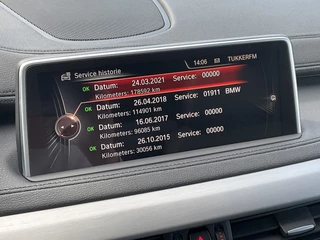 14:06 TUKKERFM
Service historie
OK Datum: 24.03.2021 Service: 00000
Kilometers: 178592 km
OK Datum: 26.04.2018 Service: 01911 BMW
Kilometers: 114901 km
OK Datum: 16.06.2017 Service: 00000
Kilometers: 96085 km
OK Datum: 26.10.2015 Service: 00000
Kilometers: 30056 km